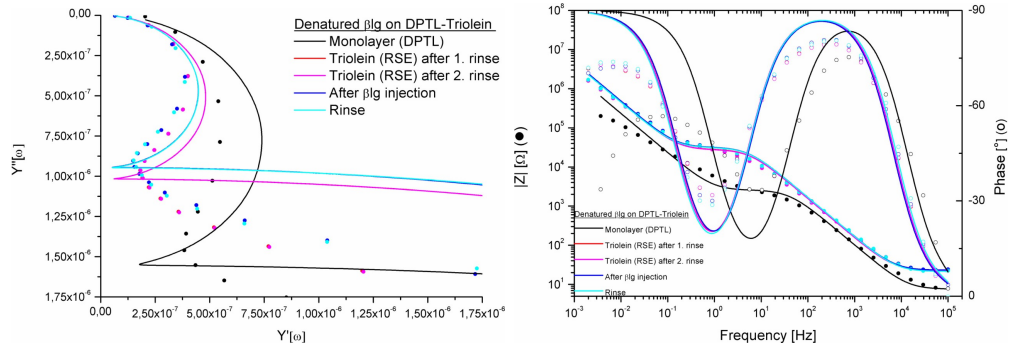 Denatured βlg on DPTL-Triolein
Monolayer (DPTL)
Triolein (RSE) after 1. rinse
Triolein (RSE) after 2. rinse
After βlg injection
Rinse
0,00
2,50x10⁻⁷
5,00x10⁻⁷
7,50x10⁻⁷
1,00x10⁻⁶
1,25x10⁻⁶
1,50x10⁻⁶
1,75x10⁻⁶
Y''[ω]
0,00 2,50x10⁻⁷ 5,00x10⁻⁷ 7,50x10⁻⁷ 1,00x10⁻⁶ 1,25x10⁻⁶ 1,50x10⁻⁶ 1,75x10⁻⁶
Y'[ω]
10⁸
10⁷
10⁶
10⁵
10⁴
10³
10²
10¹
|Z| [Ω] (●)
Denatured βlg on DPTL-Triolein
Monolayer (DPTL)
Triolein (RSE) after 1. rinse
Triolein (RSE) after 2. rinse
After βlg injection
Rinse
-90
-60
-30
0
Phase [°] (o)
10⁻³ 10⁻² 10⁻¹ 10⁰ 10¹ 10² 10³ 10⁴ 10⁵
Frequency [Hz]